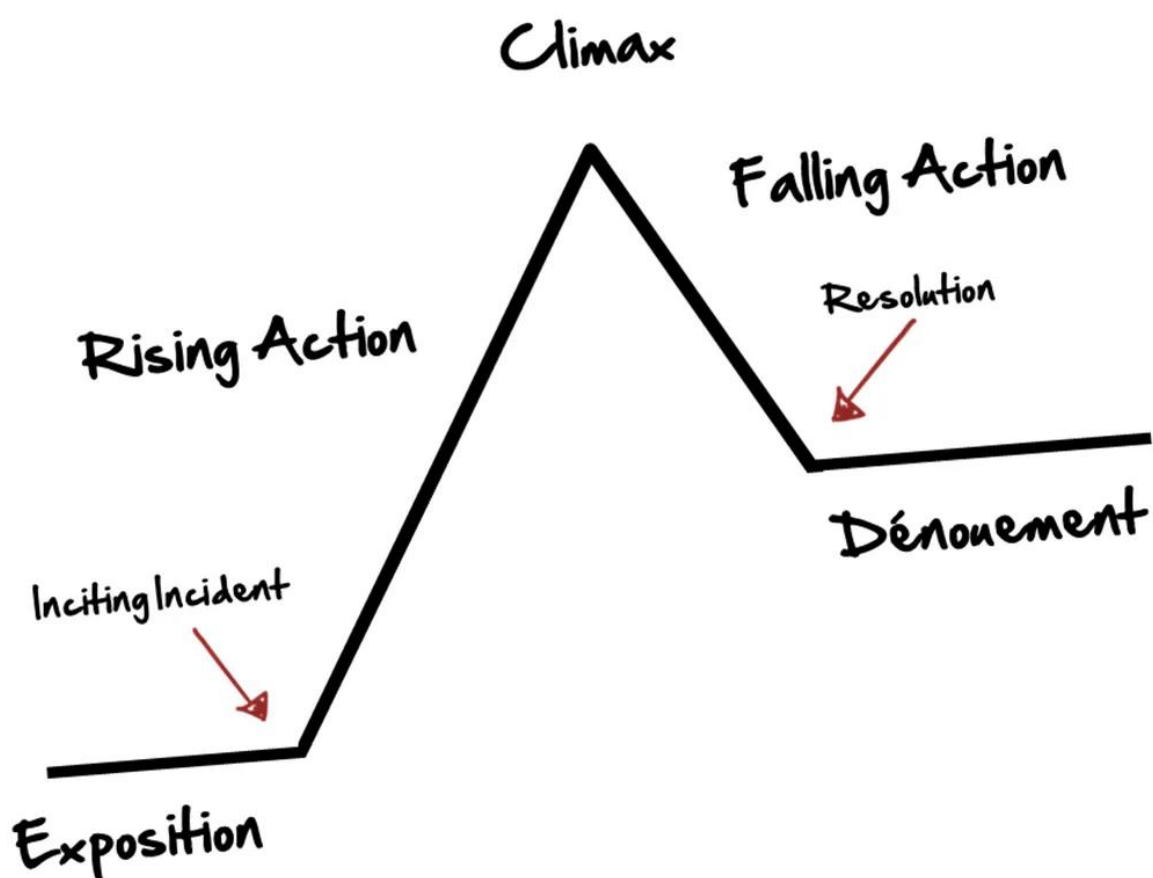 Climax
Falling Action
Resolution
Rising Action
Dénouement
Inciting Incident
Exposition